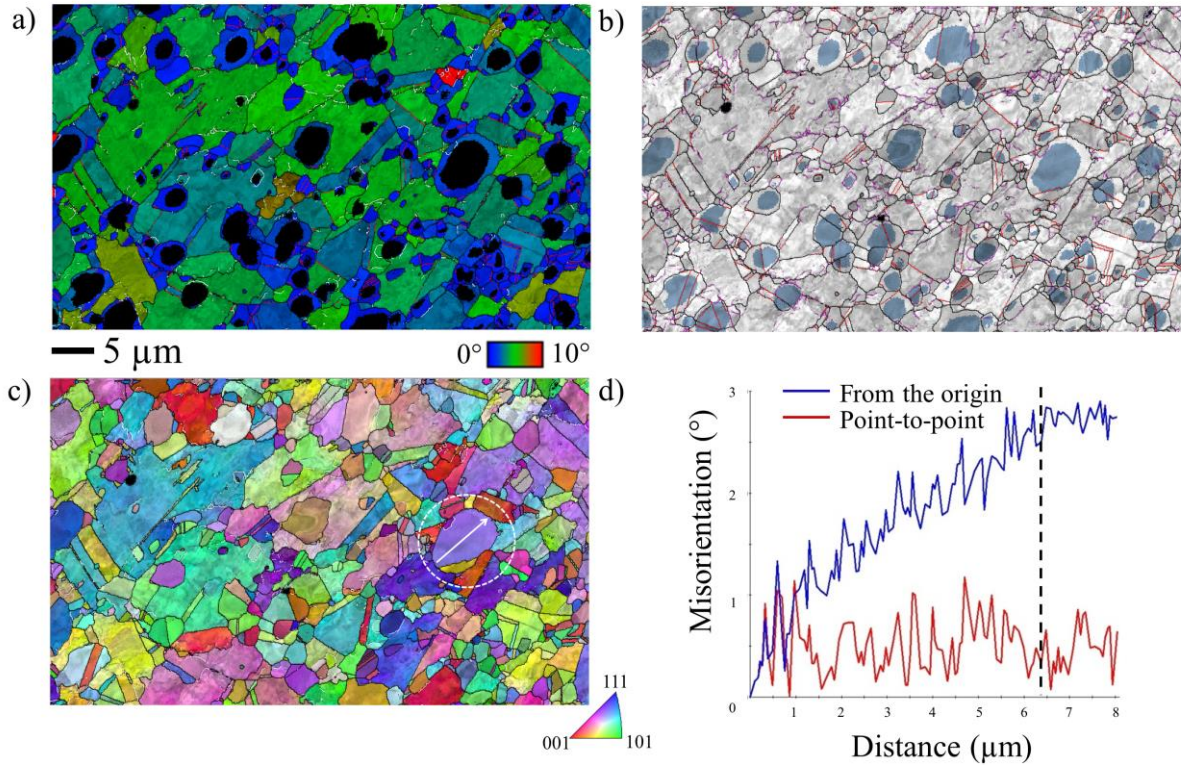 a)
b)
5 μm
0°
10°
c)
d)
111
001
101
From the origin
Point-to-point
Misorientation (°)
3
2
1
0
1 2 3 4 5 6 7 8
Distance (μm)